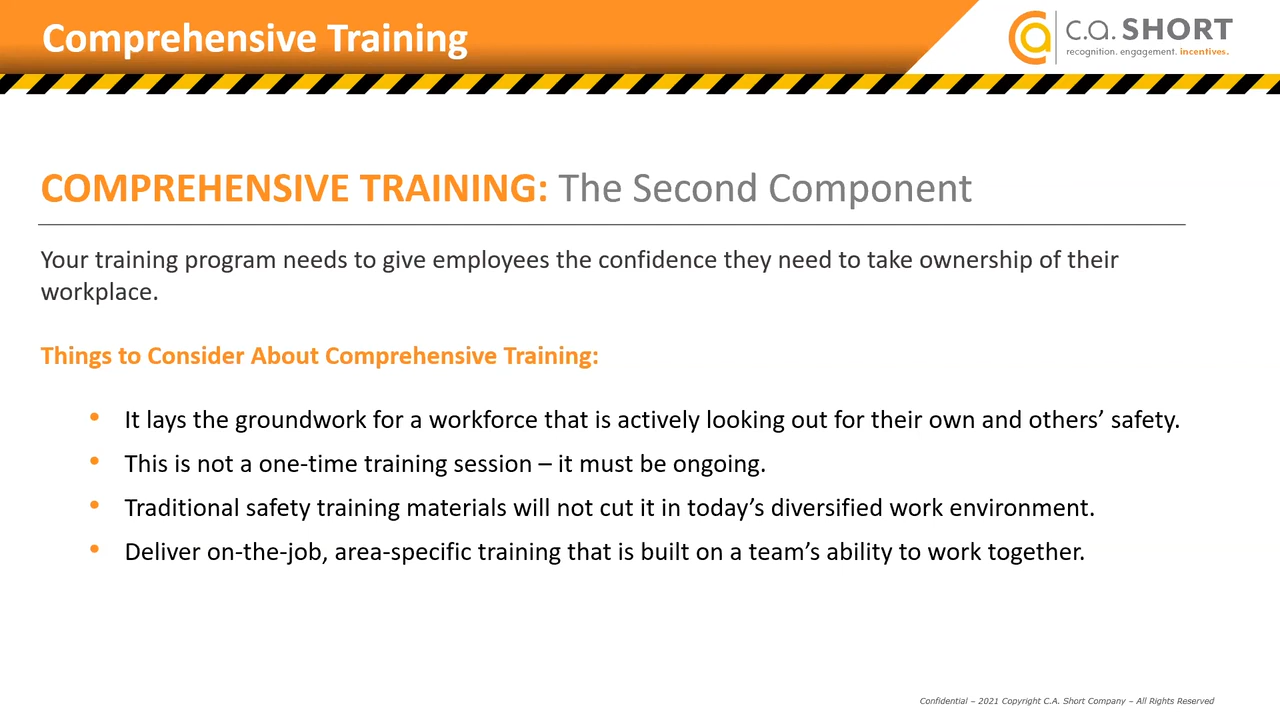 Comprehensive Training
c.a. SHORT
recognition. engagement. incentives.
COMPREHENSIVE TRAINING: The Second Component
Your training program needs to give employees the confidence they need to take ownership of their
workplace.
Things to Consider About Comprehensive Training:
• It lays the groundwork for a workforce that is actively looking out for their own and others’ safety.
• This is not a one-time training session – it must be ongoing.
• Traditional safety training materials will not cut it in today’s diversified work environment.
• Deliver on-the-job, area-specific training that is built on a team’s ability to work together.
Confidential – 2021 Copyright C.A. Short Company – All Rights Reserved